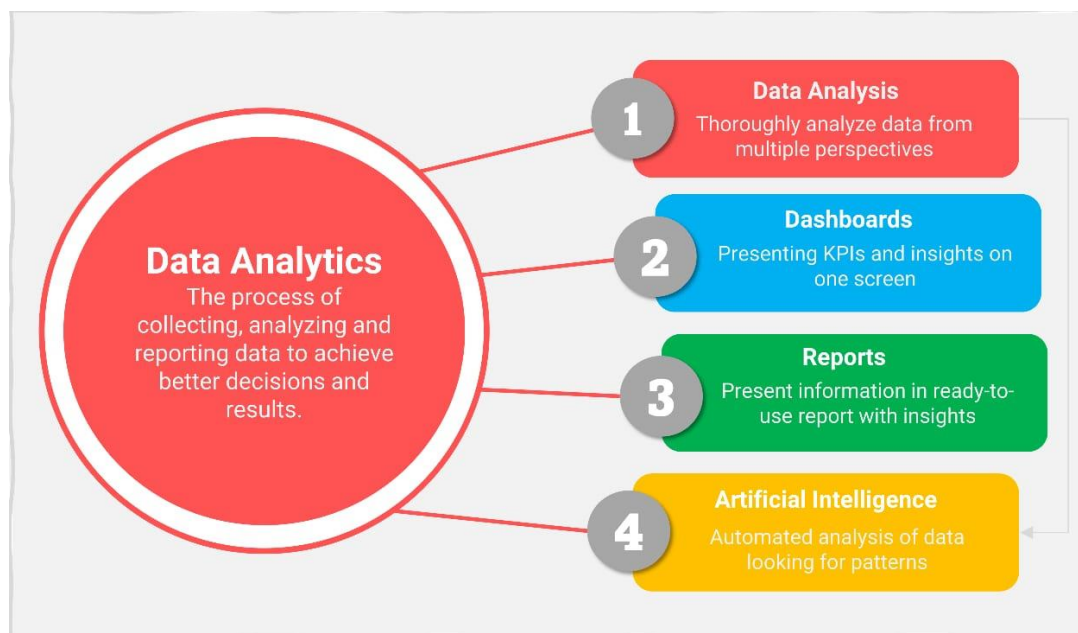 Data Analytics
The process of
collecting, analyzing and
reporting data to achieve
better decisions and
results.
1
Data Analysis
Thoroughly analyze data from
multiple perspectives
2
Dashboards
Presenting KPIs and insights on
one screen
3
Reports
Present information in ready-to-
use report with insights
4
Artificial Intelligence
Automated analysis of data
looking for patterns